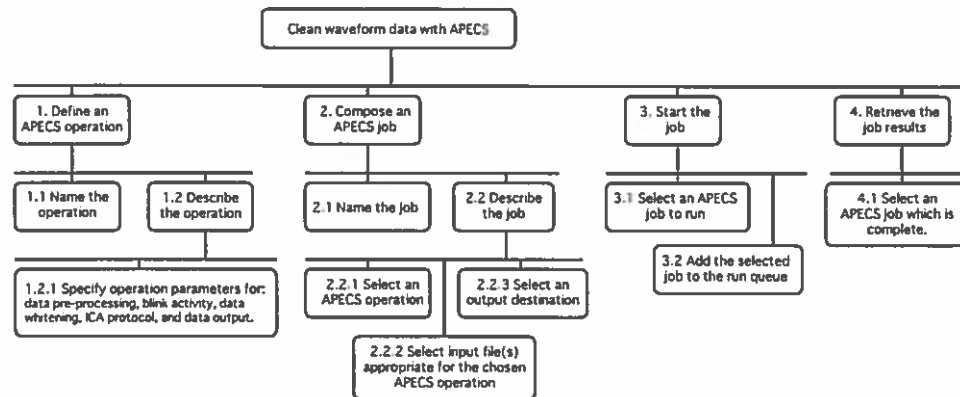 Clean waveform data with APECS
1. Define an
APECS operation
2. Compose an
APECS job
3. Start the
job
4. Retrieve the
job results
1.1 Name the
operation
1.2 Describe
the operation
2.1 Name the job
2.2 Describe
the job
3.1 Select an APECS
job to run
4.1 Select an
APECS job which is
complete.
3.2 Add the selected
job to the run queue
1.2.1 Specify operation parameters for:
data pre-processing, blink activity, data
whitening, ICA protocol, and data output.
2.2.1 Select an
APECS operation
2.2.3 Select an
output destination
2.2.2 Select input file(s)
appropriate for the chosen
APECS operation